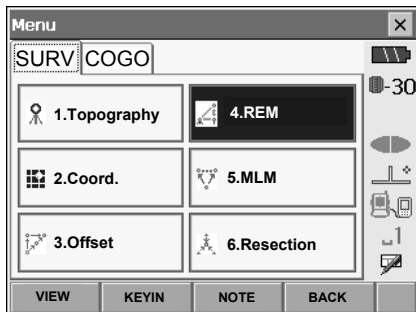 Menu
SURV COGO
-30
1.Topography
4.REM
2.Coord.
5.MLM
3.Offset
6.Resection
1
VIEW KEYIN NOTE BACK